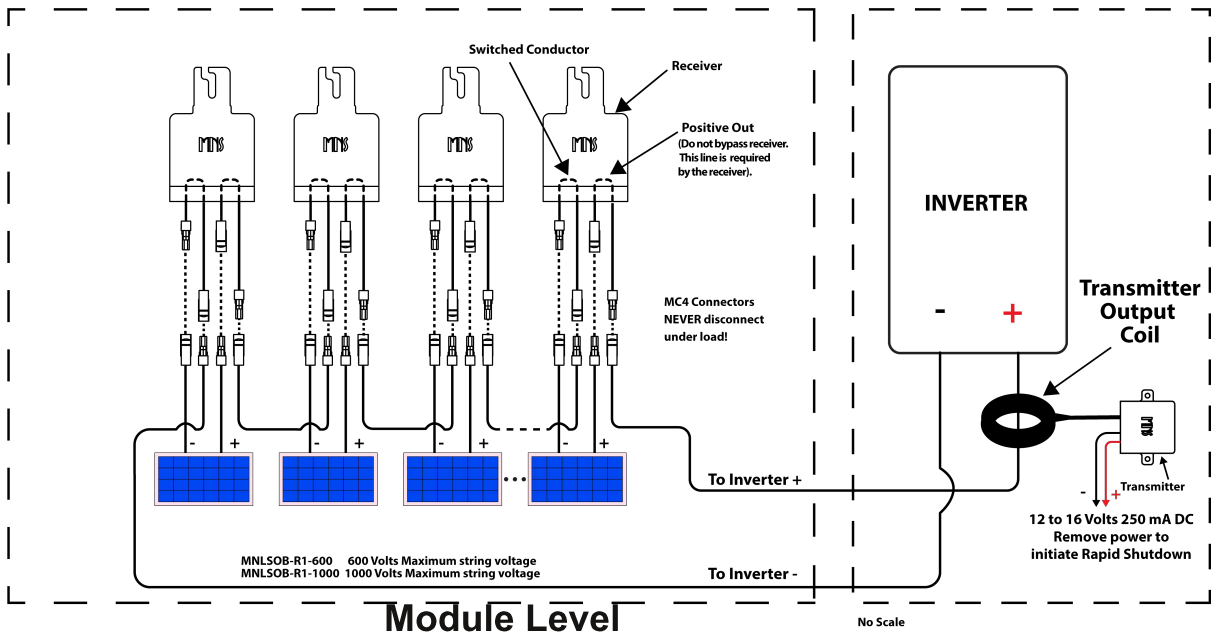 Switched Conductor
Receiver
MNS
MNS
MNS
MNS
Positive Out
(Do not bypass receiver.
This line is required
by the receiver).
INVERTER
- +
MC4 Connectors
NEVER disconnect
under load!
Transmitter
Output
Coil
MNS
- +
- +
- +
- +
To Inverter +
Transmitter
- +
12 to 16 Volts 250 mA DC
Remove power to
initiate Rapid Shutdown
MNLSOB-R1-600 600 Volts Maximum string voltage
MNLSOB-R1-1000 1000 Volts Maximum string voltage
To Inverter -
Module Level
No Scale